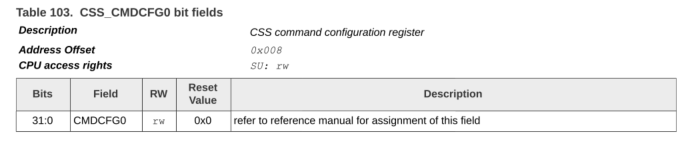 Table 103. CSS_CMDCFG0 bit fields
Description CSS command configuration register
Address Offset 0x008
CPU access rights SU: rw
Bits Field RW Reset Value Description
31:0 CMDCFG0 rw 0x0 refer to reference manual for assignment of this field